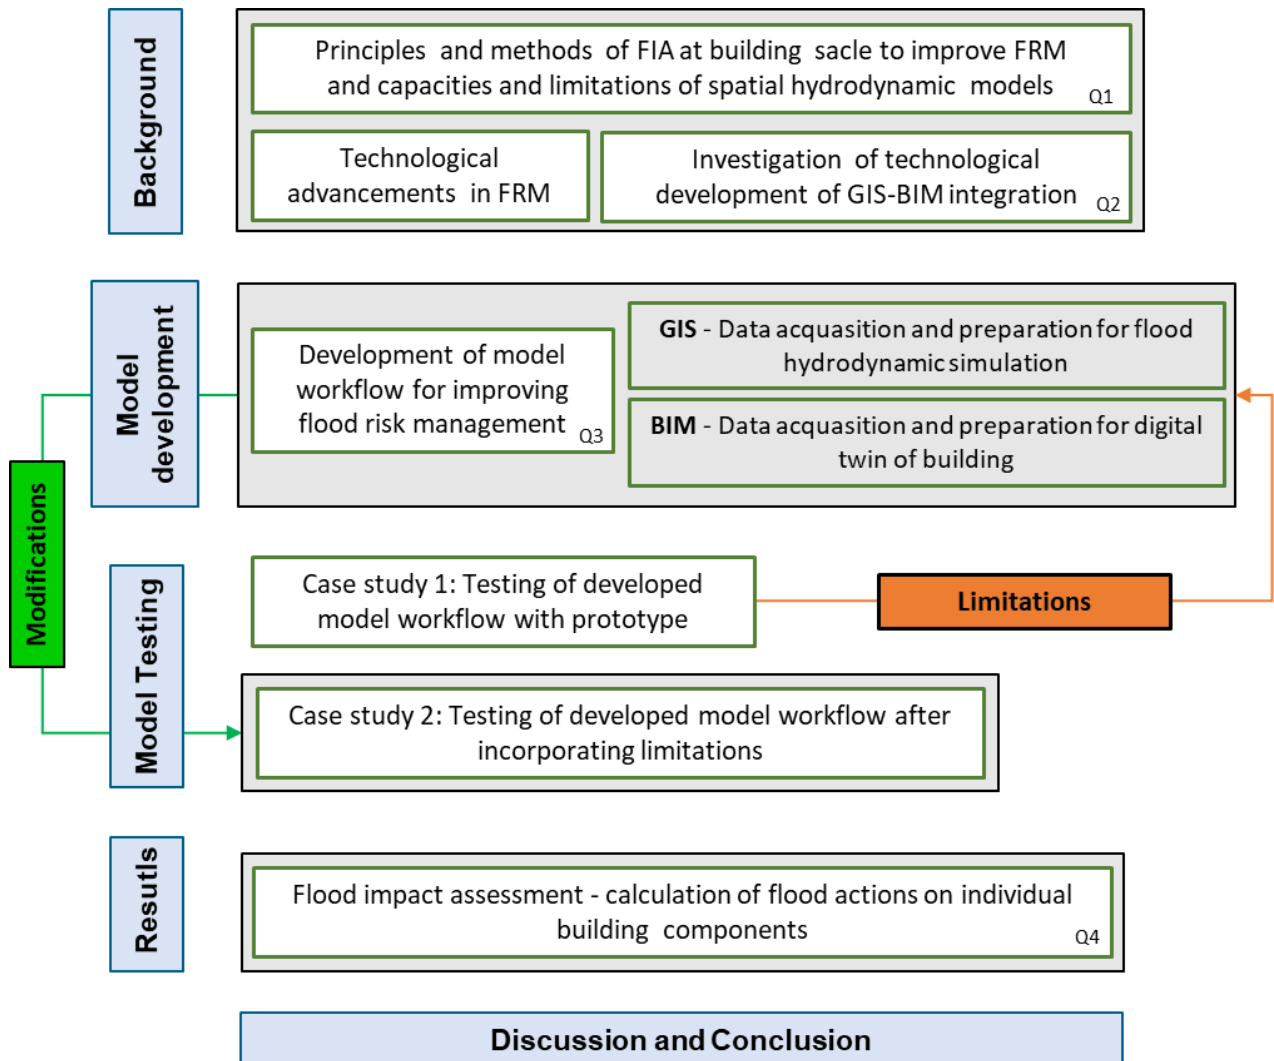 Background
Principles and methods of FIA at building sacle to improve FRM
and capacities and limitations of spatial hydrodynamic models
Q1
Technological
advancements in FRM
Investigation of technological
development of GIS-BIM integration
Q2
Model
development
Development of model
workflow for improving
flood risk management
Q3
GIS - Data acquasition and preparation for flood
hydrodynamic simulation
BIM - Data acquasition and preparation for digital
twin of building
Modifications
Model Testing
Case study 1: Testing of developed
model workflow with prototype
Limitations
Case study 2: Testing of developed model workflow after
incorporating limitations
Resutls
Flood impact assessment - calculation of flood actions on individual
building components
Q4
Discussion and Conclusion